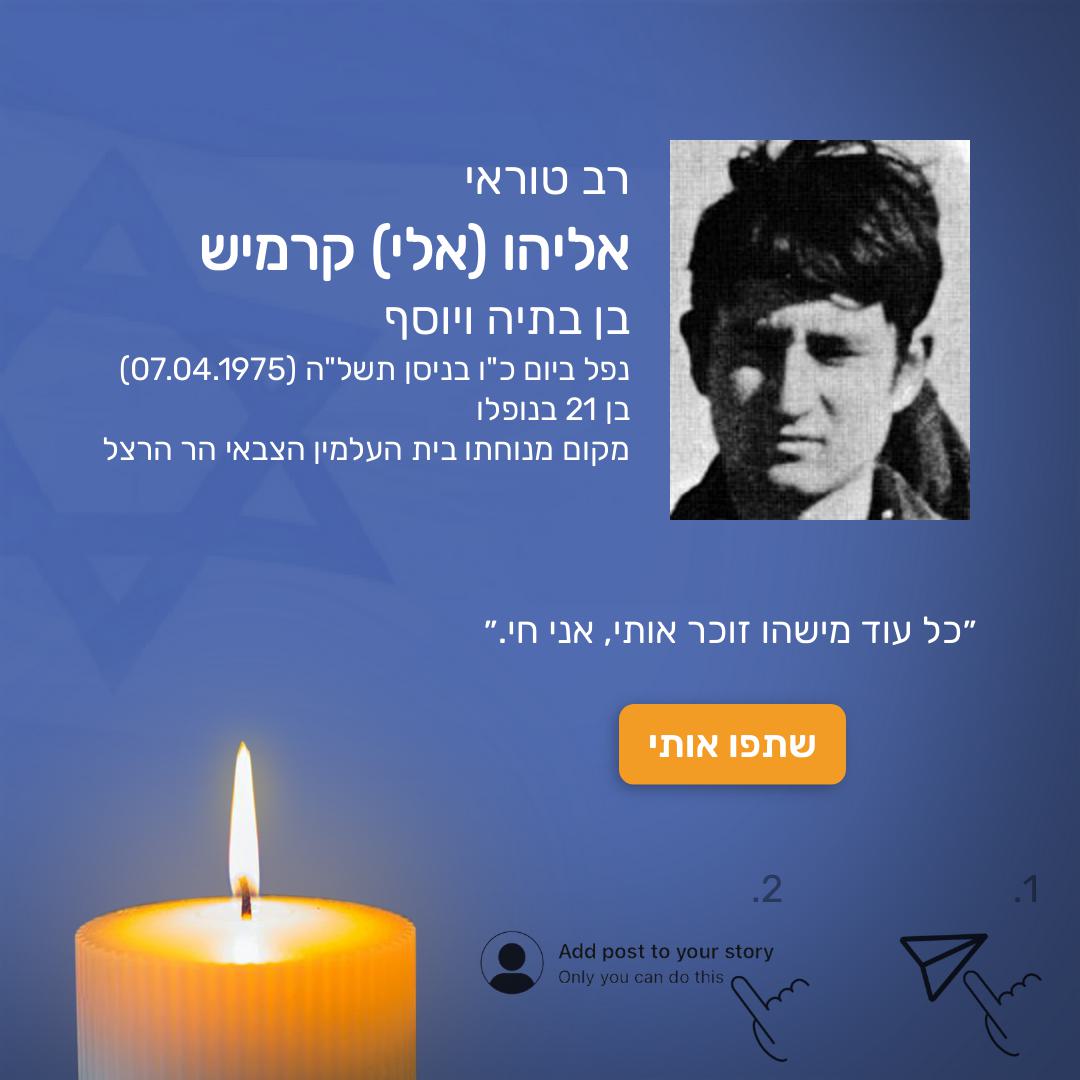 רב טוראי
אליהו (אלי) קרמיש
בן בתיה ויוסף
נפל ביום כ"ו בניסן תשל"ה (07.04.1975)
בן 21 בנופלו
מקום מנוחתו בית העלמין הצבאי הר הרצל
״כל עוד מישהו זוכר אותי, אני חי.״
שתפו אותי
1.
2.
Add post to your story
Only you can do this